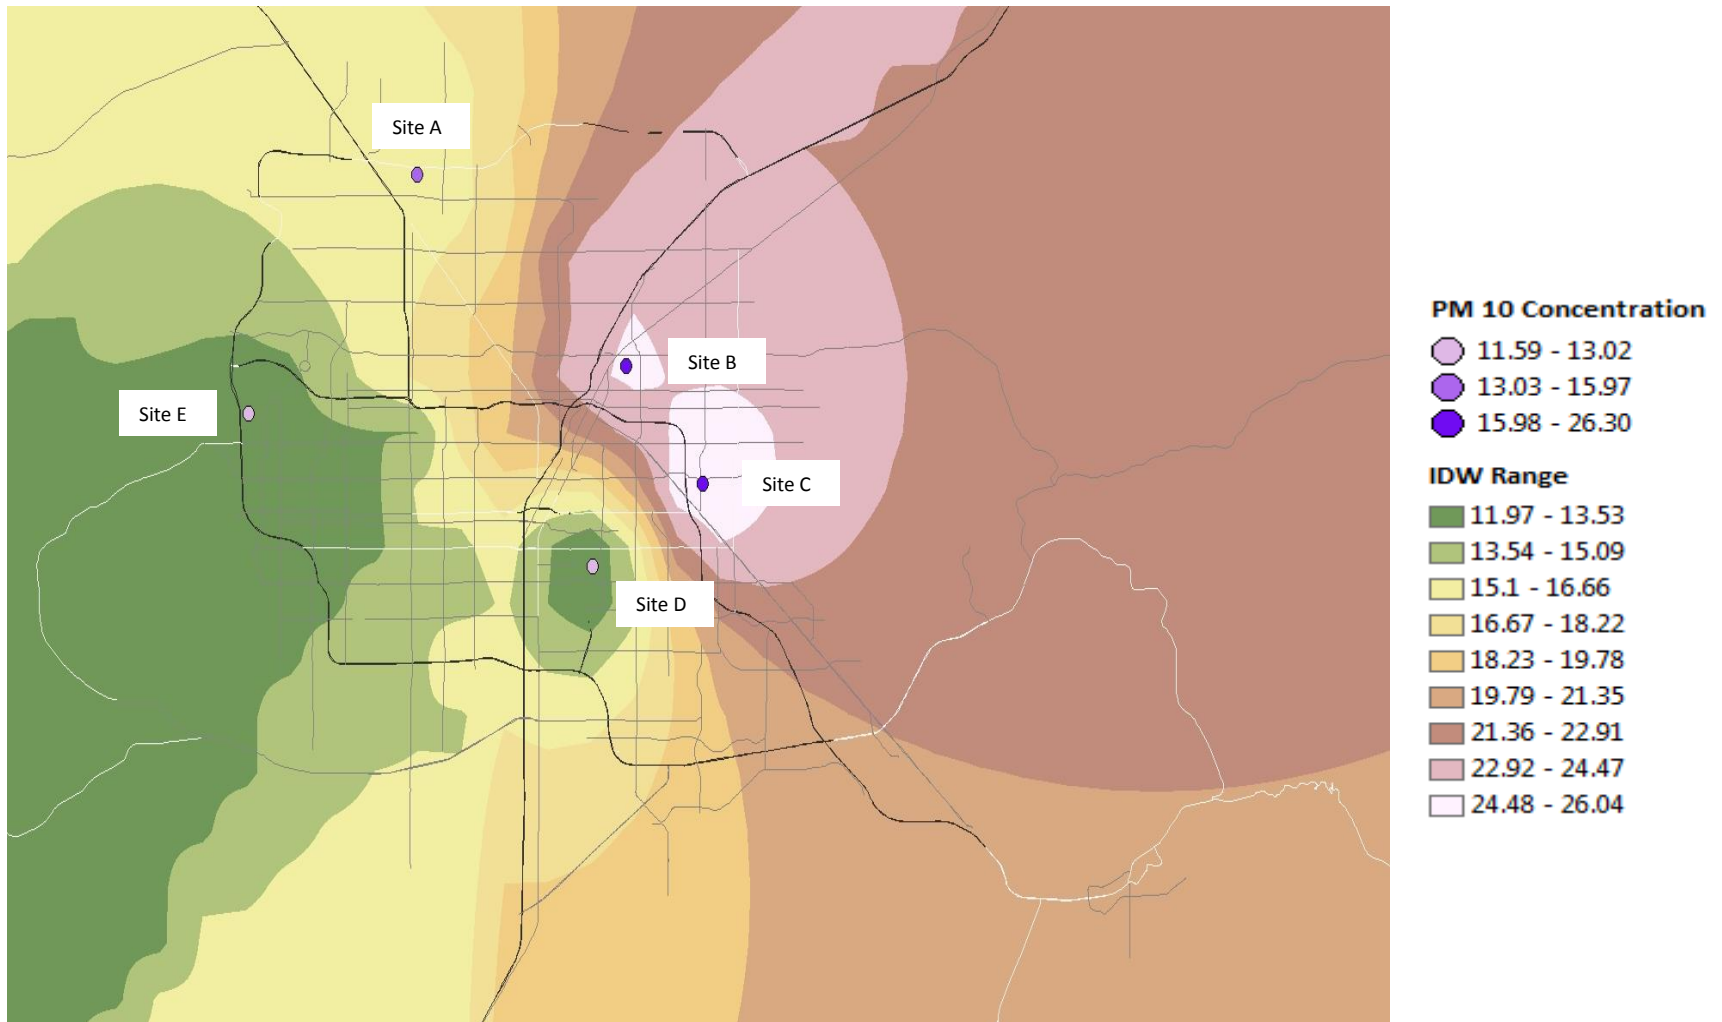 Site A
Site B
Site E
Site C
Site D
PM 10 Concentration
11.59 - 13.02
13.03 - 15.97
15.98 - 26.30
IDW Range
11.97 - 13.53
13.54 - 15.09
15.1 - 16.66
16.67 - 18.22
18.23 - 19.78
19.79 - 21.35
21.36 - 22.91
22.92 - 24.47
24.48 - 26.04